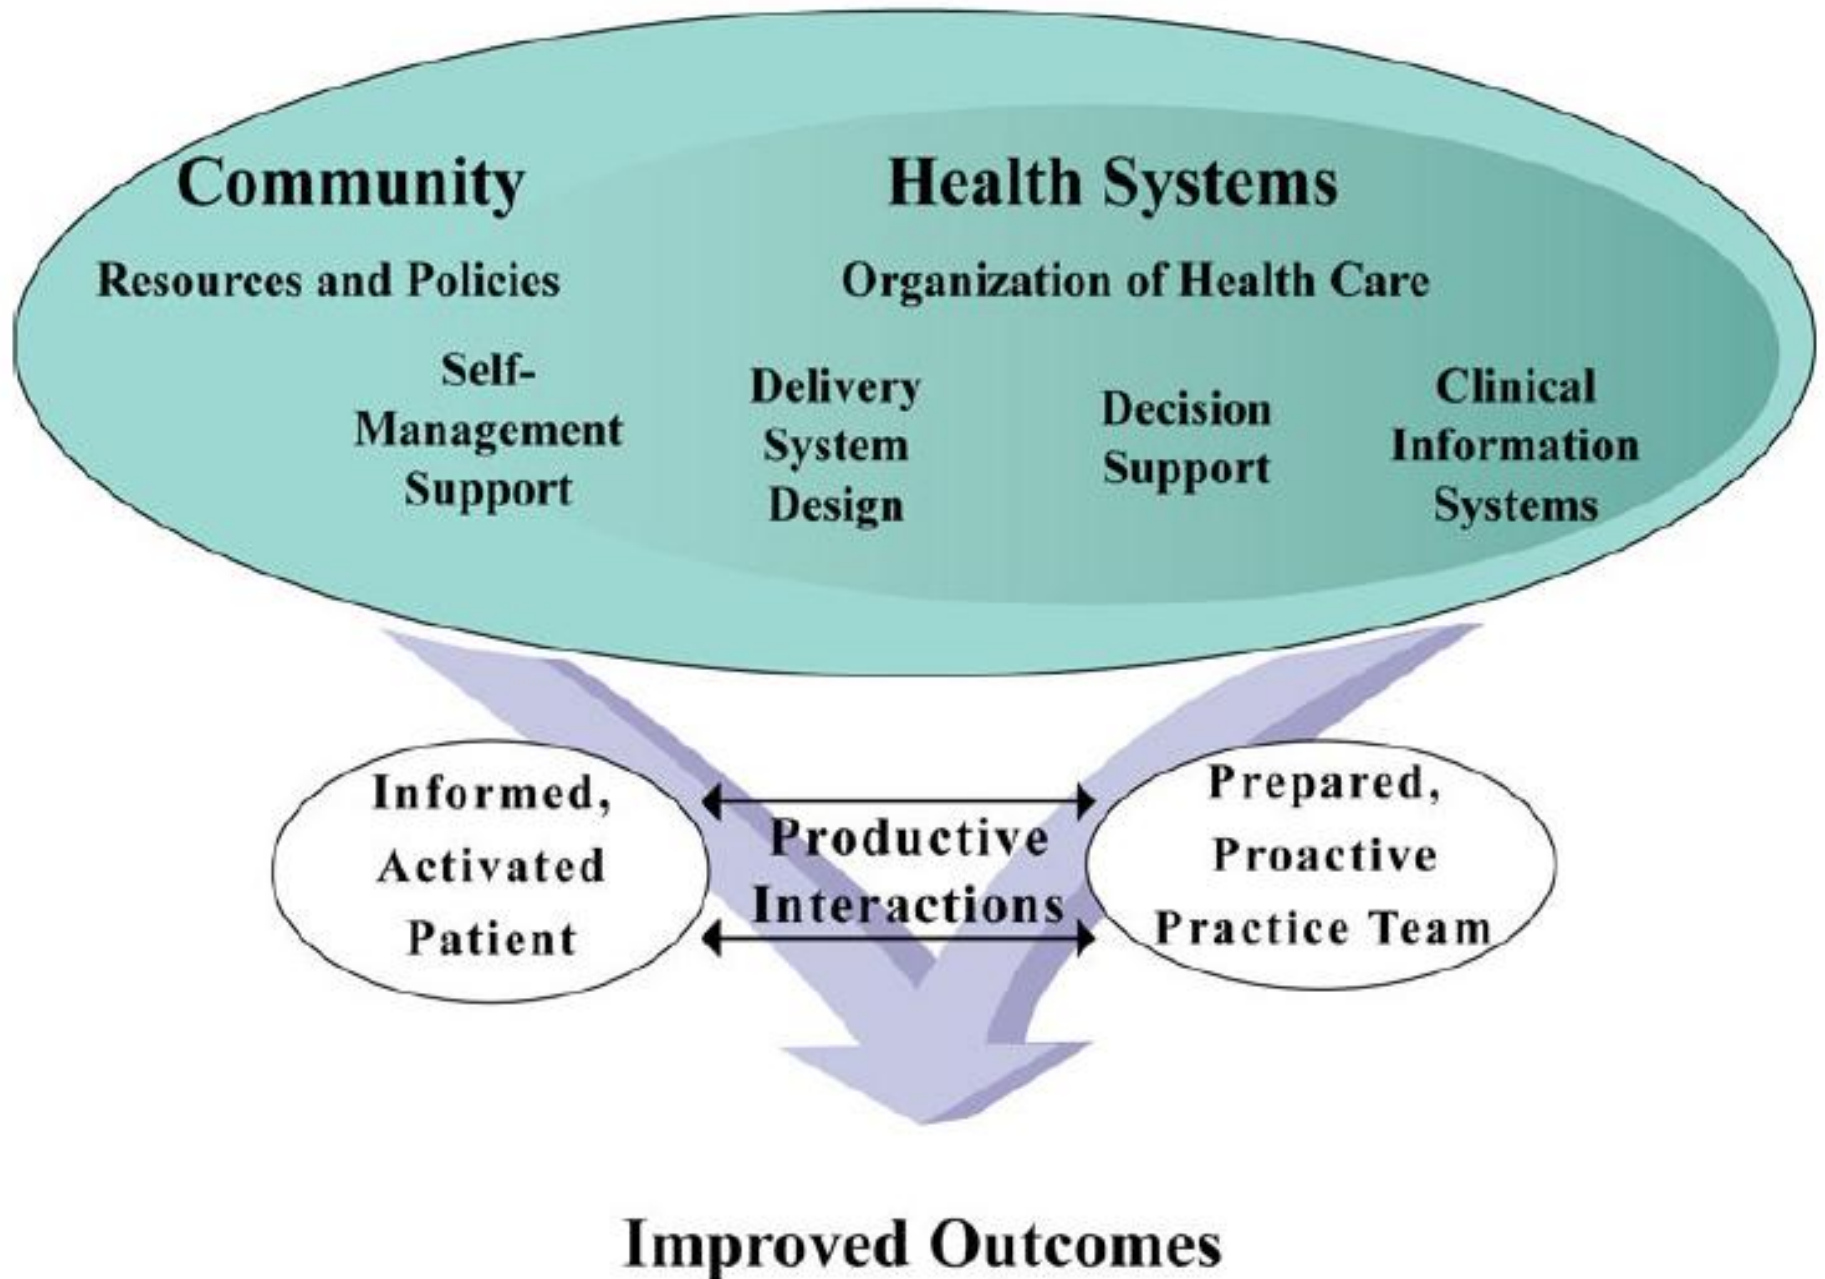 Community
Health Systems
Resources and Policies
Organization of Health Care
Self-
Management
Support
Delivery
System
Design
Decision
Support
Clinical
Information
Systems
Informed,
Activated
Patient
Productive
Interactions
Prepared,
Proactive
Practice Team
Improved Outcomes